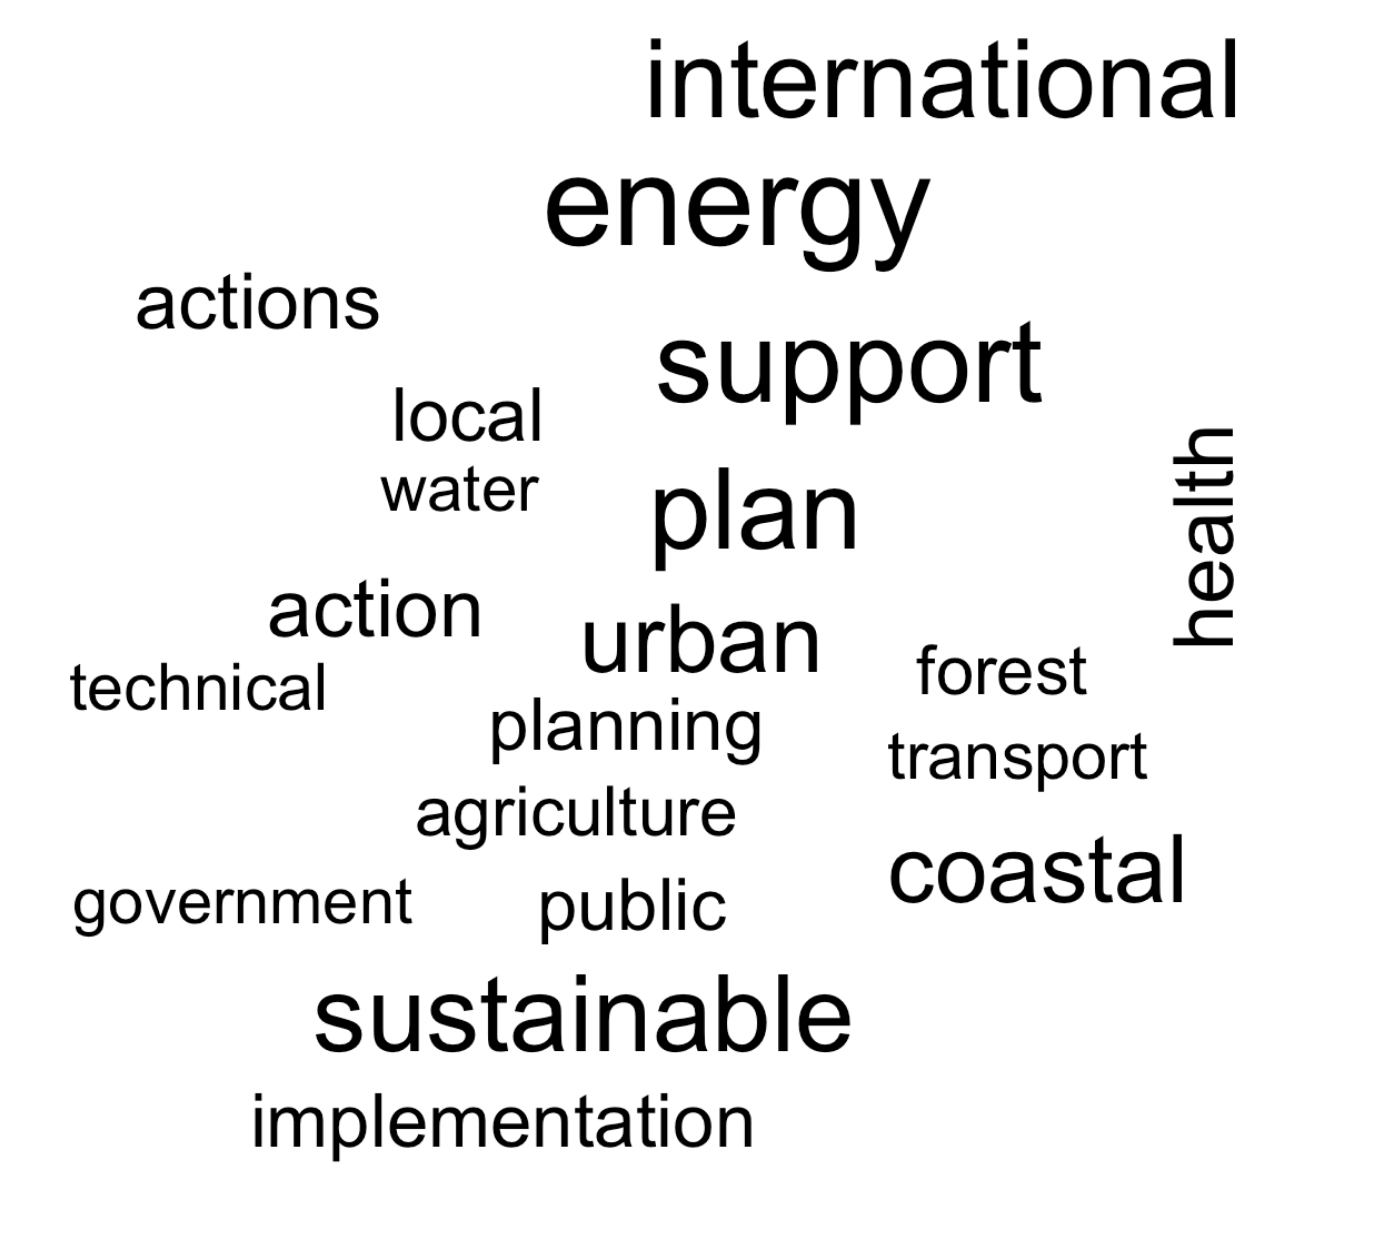 international
energy
actions
support
local
water
plan
health
action
urban
forest
technical
planning
transport
agriculture
coastal
government
public
sustainable
implementation